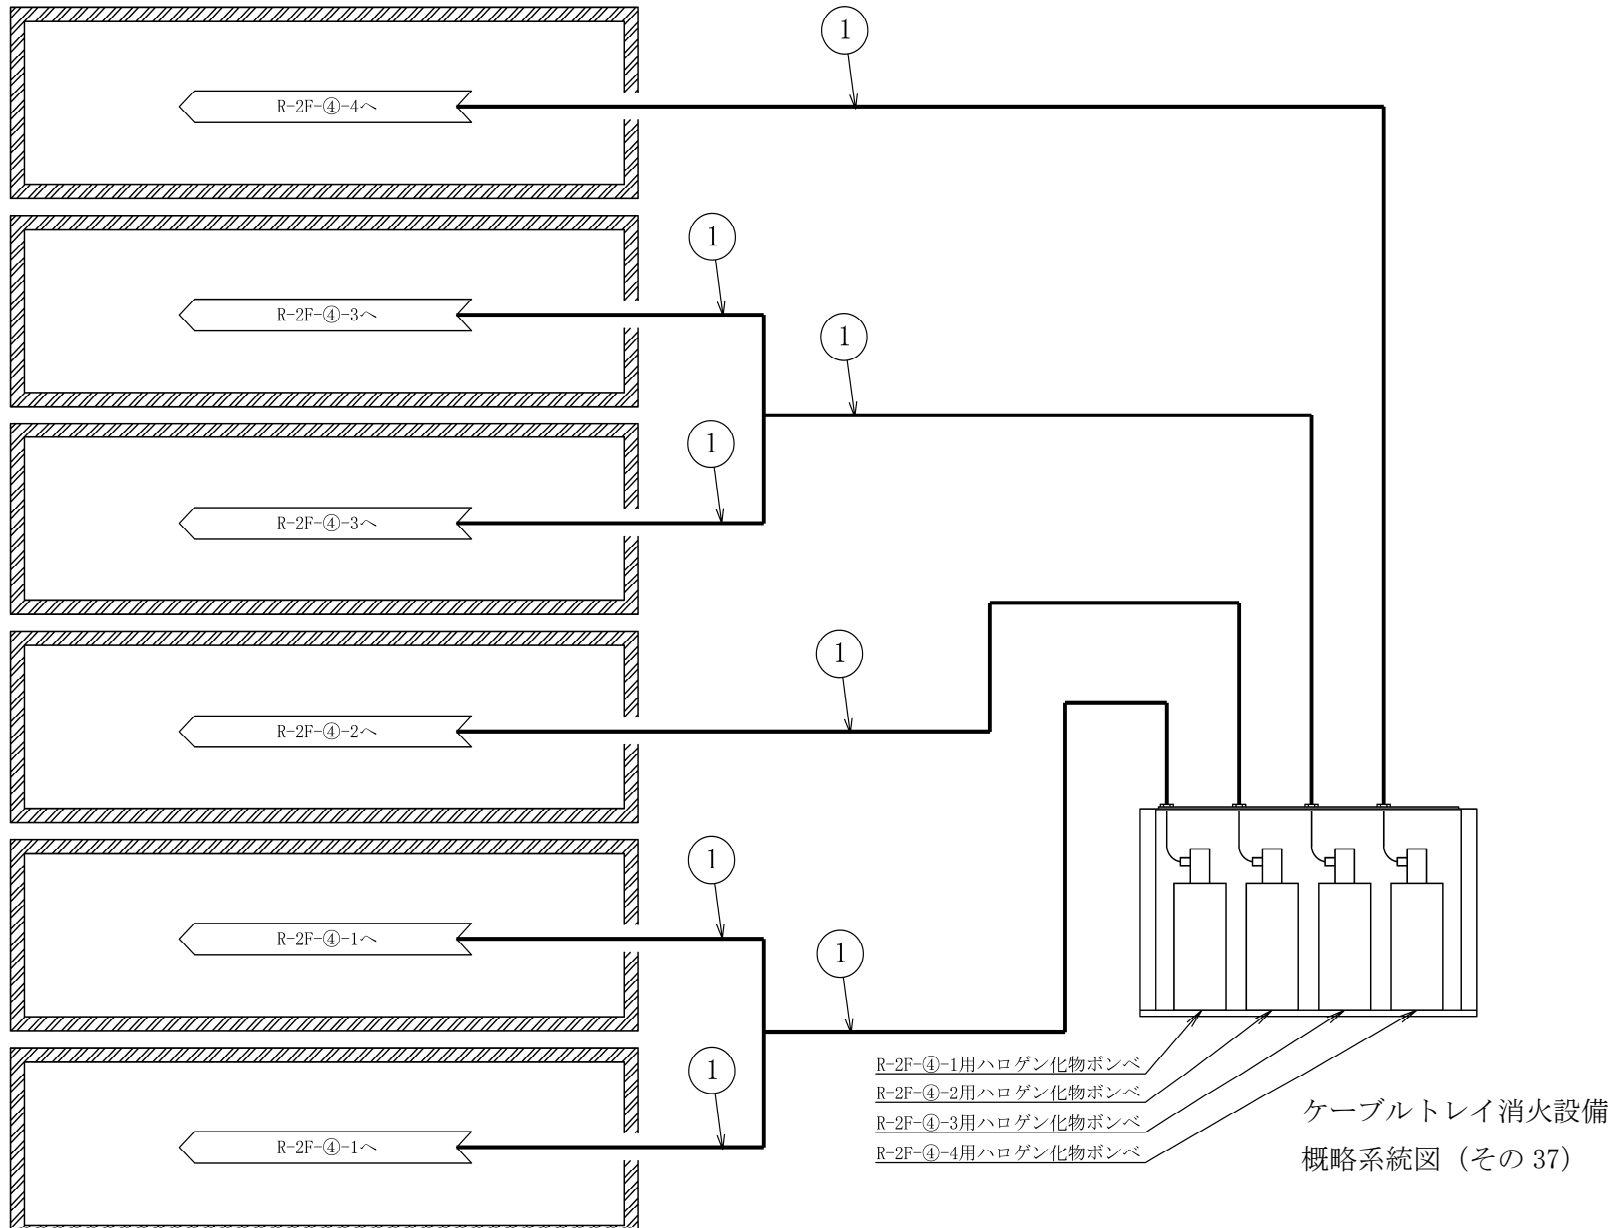 1
R-2F-④-4へ
1
R-2F-④-3へ
1
1
R-2F-④-3へ
1
R-2F-④-2へ
1
R-2F-④-1へ
1
1
R-2F-④-1へ
R-2F-④-1用ハロゲン化物ボンベ
R-2F-④-2用ハロゲン化物ボンベ
R-2F-④-3用ハロゲン化物ボンベ
R-2F-④-4用ハロゲン化物ボンベ
ケーブルトレイ消火設備
概略系統図（その 37）